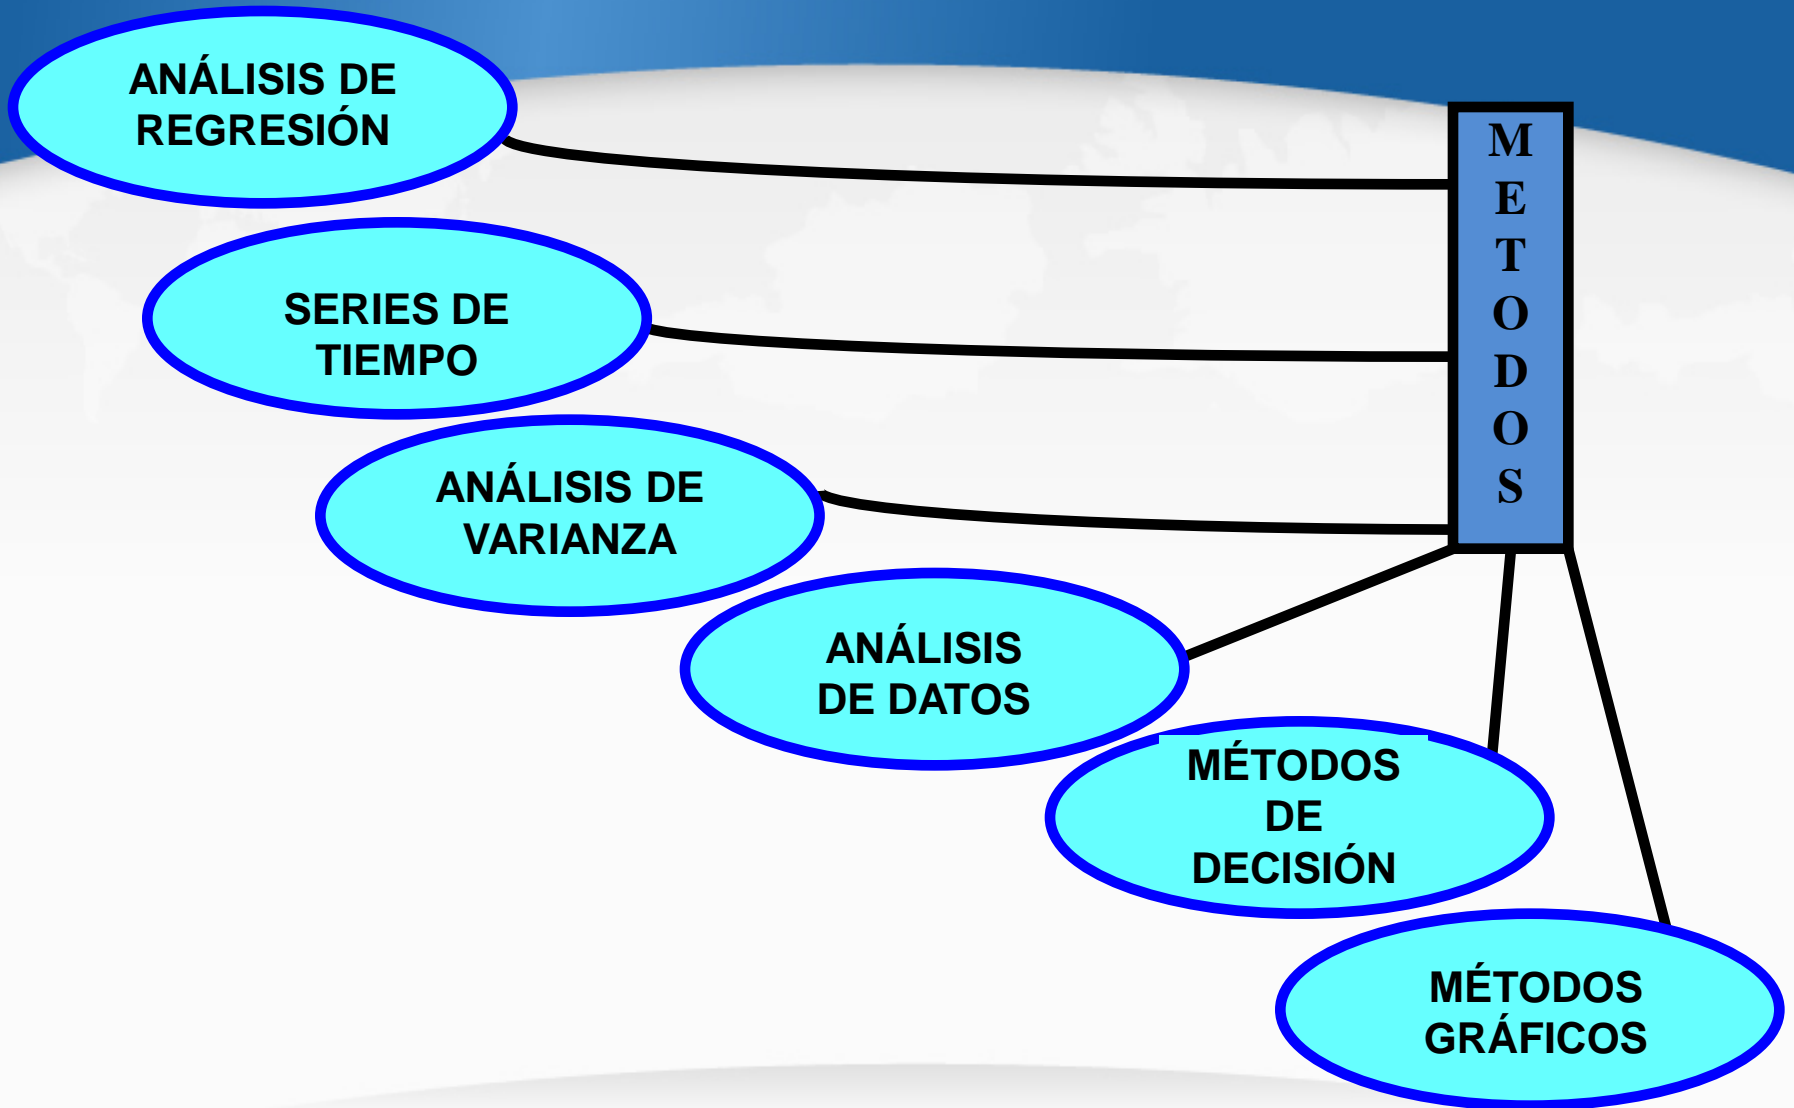 ANÁLISIS DE
REGRESIÓN
SERIES DE
TIEMPO
ANÁLISIS DE
VARIANZA
ANÁLISIS
DE DATOS
MÉTODOS
DE
DECISIÓN
MÉTODOS
GRÁFICOS
M
E
T
O
D
O
S